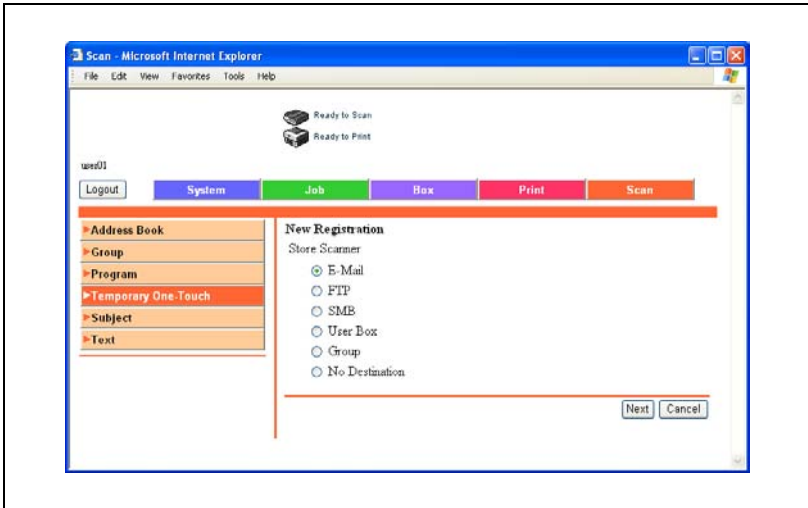 Scan - Microsoft Internet Explorer
File Edit View Favorites Tools Help
Ready to Scan
Ready to Print
user01
Logout System Job Box Print Scan
Address Book
Group
Program
Temporary One-Touch
Subject
Text
New Registration
Store Scanner
E-Mail
FTP
SMB
User Box
Group
No Destination
Next Cancel